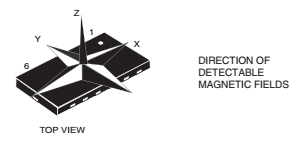 Z
Y
1
X
6
DIRECTION OF
DETECTABLE
MAGNETIC FIELDS
TOP VIEW